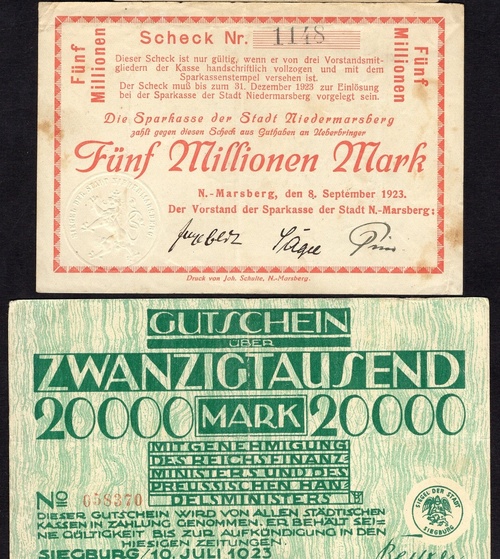 Scheck Nr. 1148
Fünf Millionen
Fünf Millionen
Dieser Scheck ist nur gültig, wenn er von drei Vorstandsmit-
gliedern der Kasse handschriftlich vollzogen und mit dem
Sparkassenstempel versehen ist.
Der Scheck muß bis zum 31. Dezember 1923 zur Einlösung
bei der Sparkasse der Stadt Niedermarsberg vorgelegt sein.
Die Sparkasse der Stadt Niedermarsberg
zahlt gegen diesen Scheck aus Guthaben an Ueberbringer
Fünf Millionen Mark
N.-Marsberg, den 8. September 1923.
Der Vorstand der Sparkasse der Stadt N.-Marsberg:
Druck von Joh. Schulte, N.-Marsberg.
GUTSCHEIN
ÜBER
ZWANZIGTAUSEND
20000 MARK 20000
MIT GENEHMIGUNG
DES REICHSFINANZ
MINISTERS UND DES
PREUSSISCHEN HAN
DELSMINISTERS
No 058370
SIEGEL DER STADT
SIEGBURG
DIESER GUTSCHEIN WIRD VON ALLEN STÄDTISCHEN
KASSEN IN ZAHLUNG GENOMMEN. ER BEHÄLT SEI=
NE GÜLTIGKEIT BIS ZUR AUFKÜNDIGUNG IN DEN
HIESIGEN ZEITUNGEN.
SIEGBURG, 10. JULI 1923